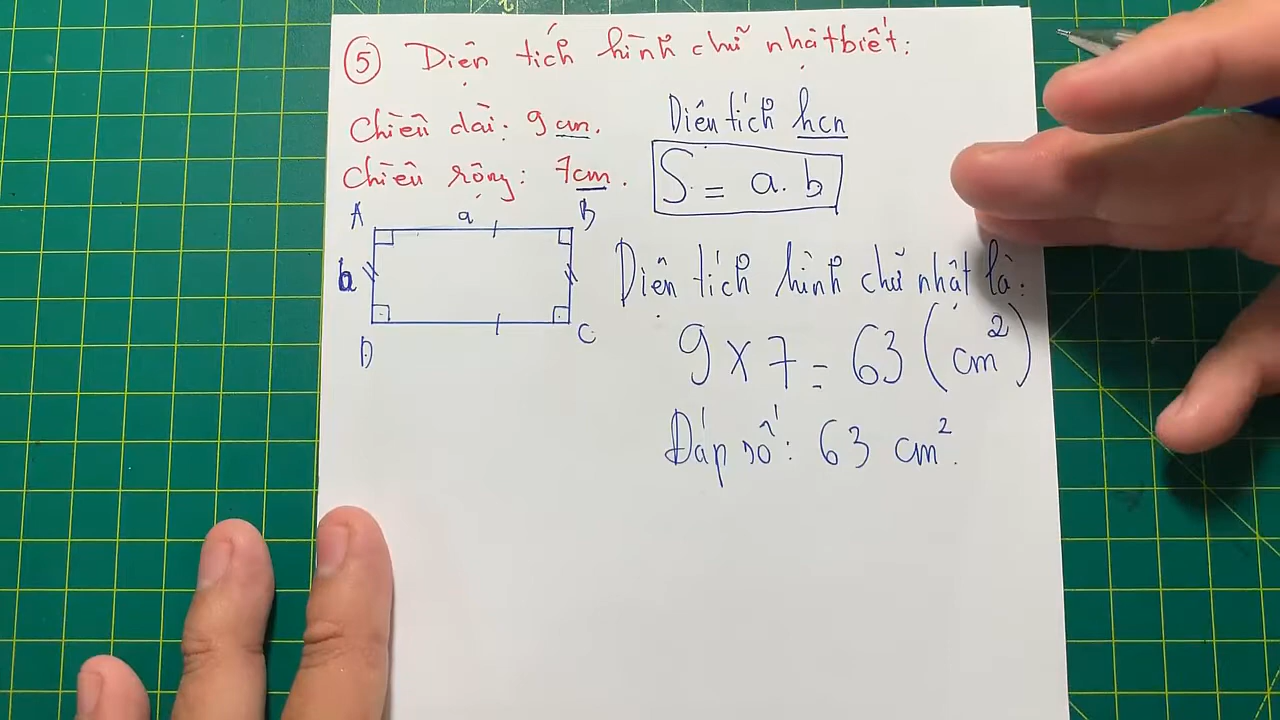 ⑤ Diện tích hình chữ nhật biết:
Chiều dài: 9 cm.
Chiều rộng: 7cm.
A a B
b
D C
Diện tích hcn
S = a. b
Diện tích hình chữ nhật là:
9 x 7 = 63 (cm²)
Đáp số: 63 cm².